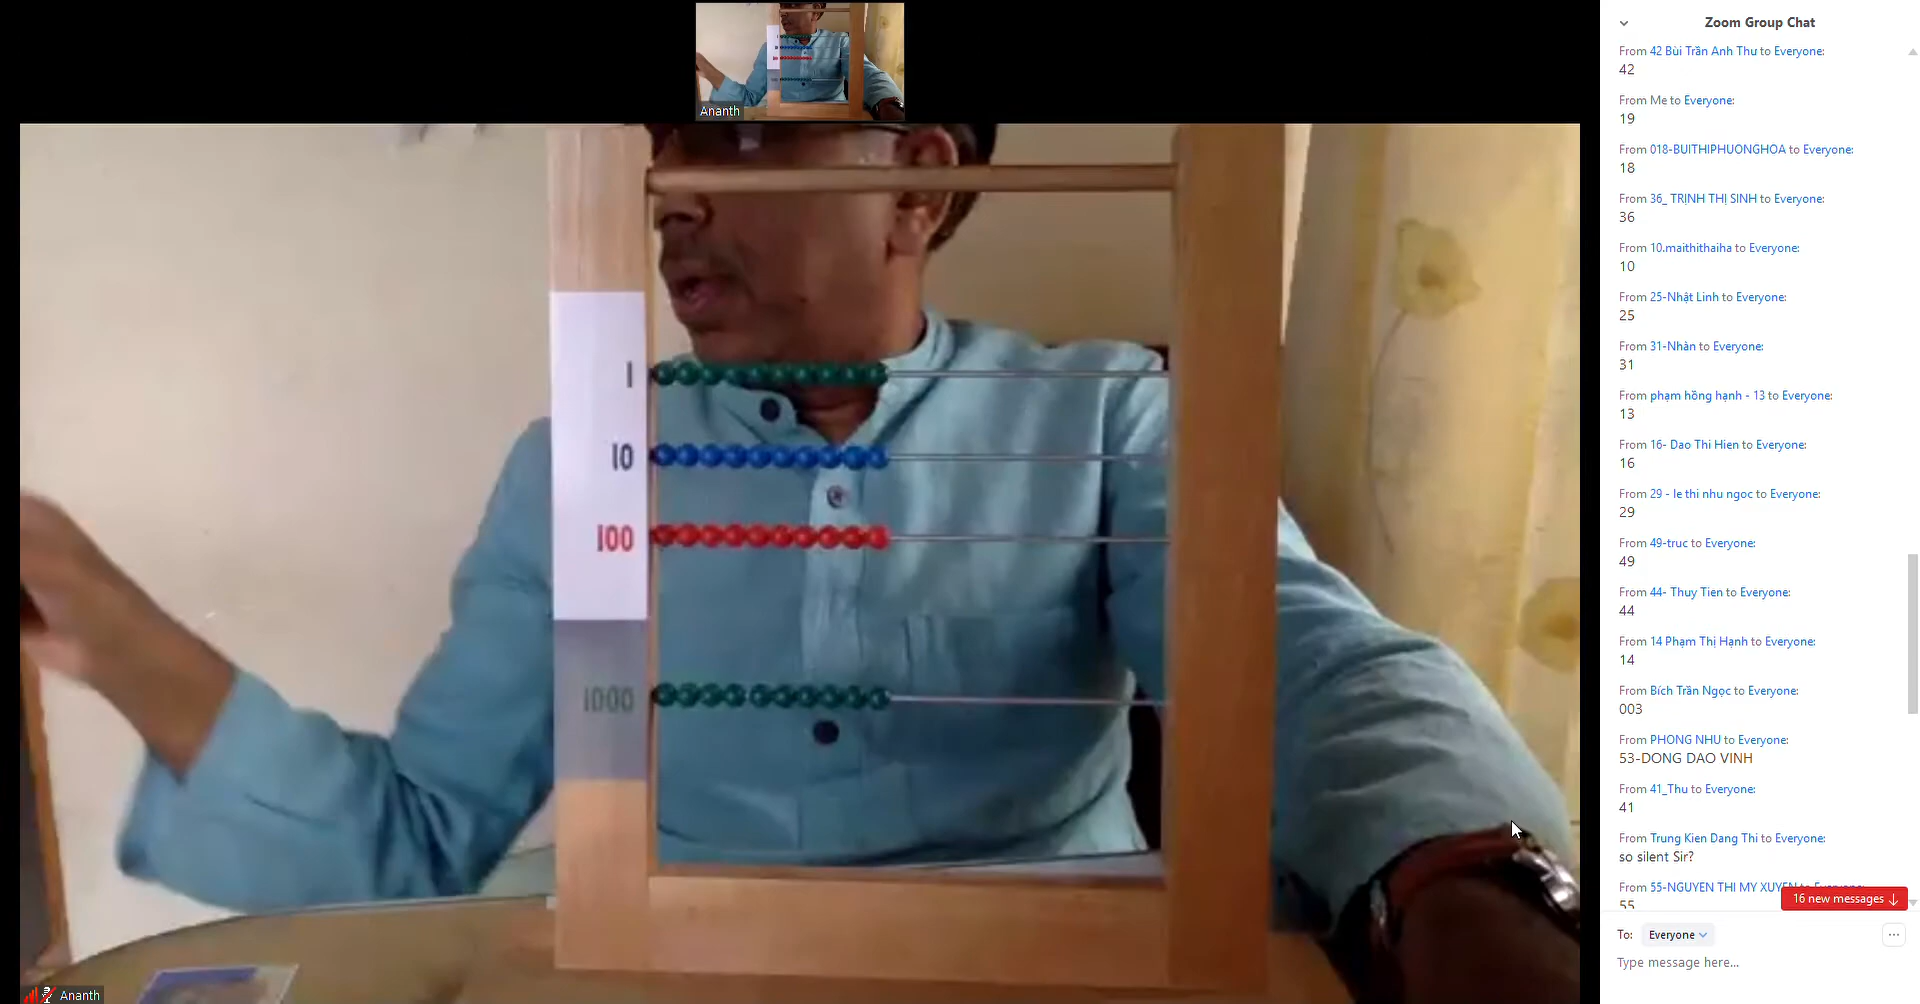 Ananth
1
10
100
1000
Ananth
Zoom Group Chat
From 42 Bùi Trần Anh Thu to Everyone:
42
From Me to Everyone:
19
From 018-BUITHIPHUONGHOA to Everyone:
18
From 36_ TRỊNH THỊ SINH to Everyone:
36
From 10.maithithaiha to Everyone:
10
From 25-Nhật Linh to Everyone:
25
From 31-Nhàn to Everyone:
31
From phạm hồng hạnh - 13 to Everyone:
13
From 16- Dao Thi Hien to Everyone:
16
From 29 - le thi nhu ngoc to Everyone:
29
From 49-truc to Everyone:
49
From 44- Thuy Tien to Everyone:
44
From 14 Phạm Thị Hạnh to Everyone:
14
From Bích Trần Ngọc to Everyone:
003
From PHONG NHU to Everyone:
53-DONG DAO VINH
From 41_Thu to Everyone:
41
From Trung Kien Dang Thi to Everyone:
so silent Sir?
From 55-NGUYEN THI MY XUYEN to Everyone:
55
16 new messages ↓
To: Everyone
Type message here...